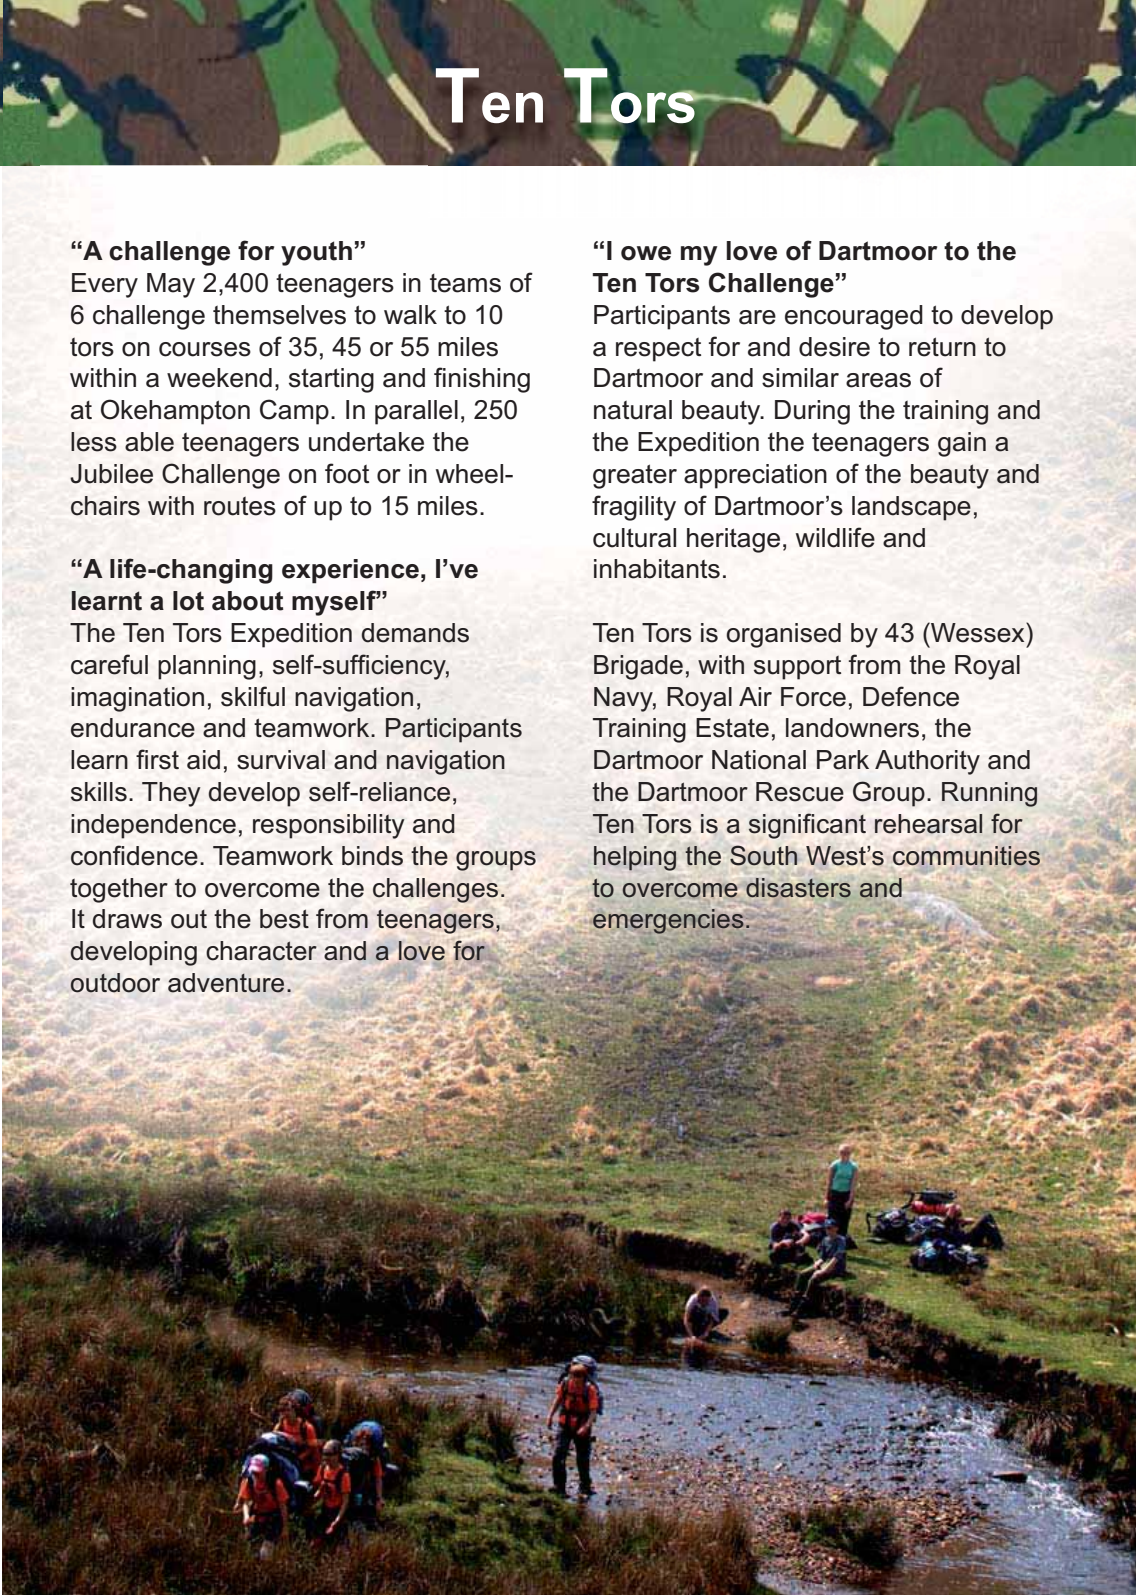 Ten Tors
“A challenge for youth”
Every May 2,400 teenagers in teams of
6 challenge themselves to walk to 10
tors on courses of 35, 45 or 55 miles
within a weekend, starting and finishing
at Okehampton Camp. In parallel, 250
less able teenagers undertake the
Jubilee Challenge on foot or in wheel-
chairs with routes of up to 15 miles.
“A life-changing experience, I’ve
learnt a lot about myself”
The Ten Tors Expedition demands
careful planning, self-sufficiency,
imagination, skilful navigation,
endurance and teamwork. Participants
learn first aid, survival and navigation
skills. They develop self-reliance,
independence, responsibility and
confidence. Teamwork binds the groups
together to overcome the challenges.
It draws out the best from teenagers,
developing character and a love for
outdoor adventure.
“I owe my love of Dartmoor to the
Ten Tors Challenge”
Participants are encouraged to develop
a respect for and desire to return to
Dartmoor and similar areas of
natural beauty. During the training and
the Expedition the teenagers gain a
greater appreciation of the beauty and
fragility of Dartmoor’s landscape,
cultural heritage, wildlife and
inhabitants.
Ten Tors is organised by 43 (Wessex)
Brigade, with support from the Royal
Navy, Royal Air Force, Defence
Training Estate, landowners, the
Dartmoor National Park Authority and
the Dartmoor Rescue Group. Running
Ten Tors is a significant rehearsal for
helping the South West’s communities
to overcome disasters and
emergencies.